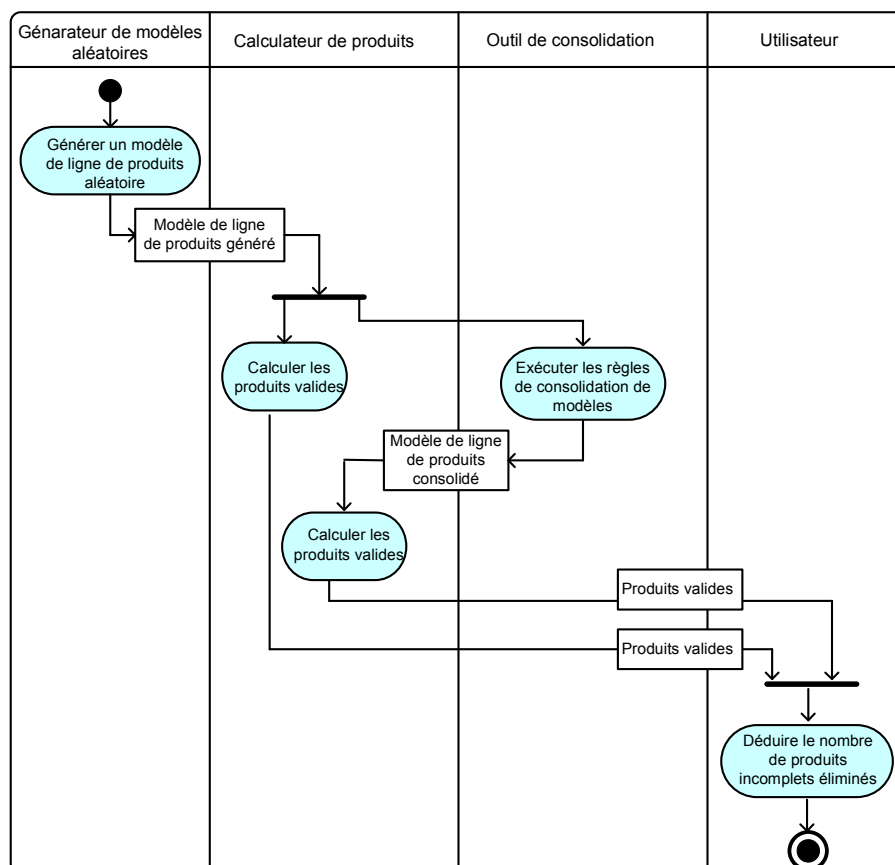 Génarateur de modèles
aléatoires
Calculateur de produits
Outil de consolidation
Utilisateur
Générer un modèle
de ligne de produits
aléatoire
Modèle de ligne
de produits généré
Calculer les
produits valides
Exécuter les règles
de consolidation de
modèles
Modèle de ligne
de produits
consolidé
Calculer les
produits valides
Produits valides
Produits valides
Déduire le nombre
de produits
incomplets éliminés